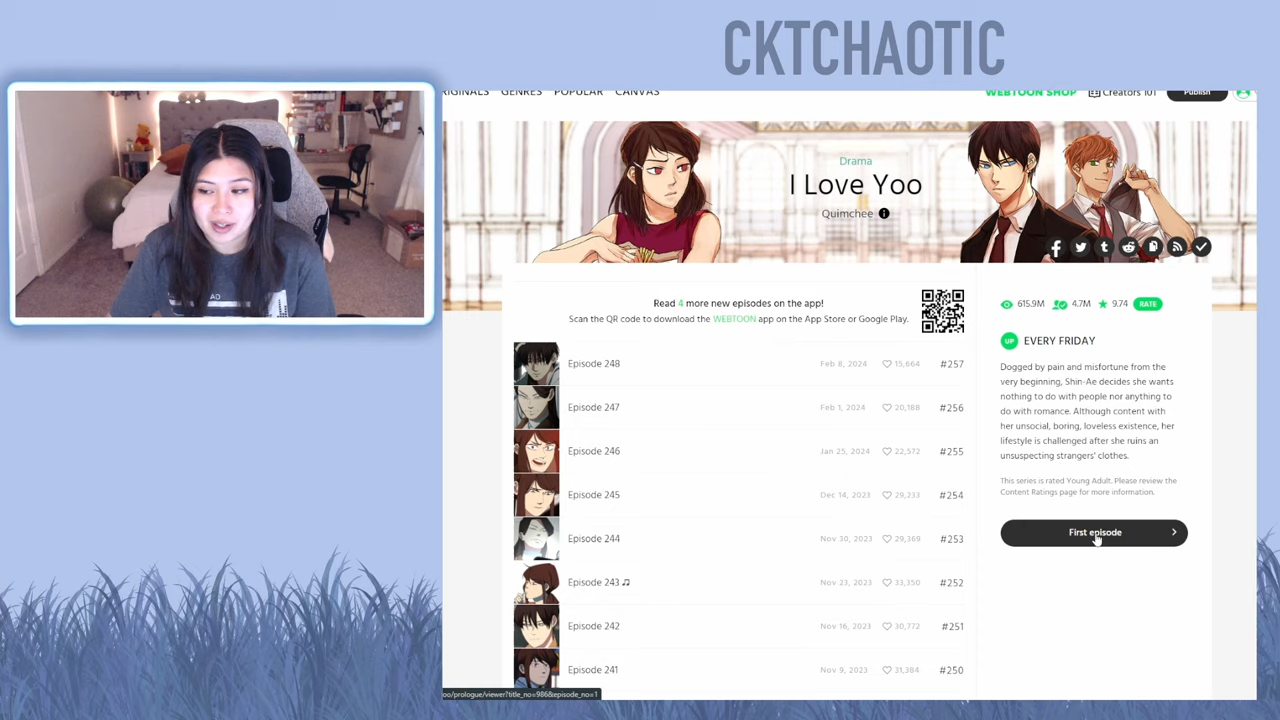 CKTCHAOTIC
GENRES POPULAR CANVAS WEBTOON SHOP Creators 101 Publish
Drama
I Love Yoo
Quimchee
Read 4 more new episodes on the app!
Scan the QR code to download the WEBTOON app on the App Store or Google Play.
Episode 248 Feb 8, 2024 15,664 #257
Episode 247 Feb 1, 2024 20,188 #256
Episode 246 Jan 25, 2024 22,572 #255
Episode 245 Dec 14, 2023 29,233 #254
Episode 244 Nov 30, 2023 29,369 #253
Episode 243 Nov 23, 2023 33,350 #252
Episode 242 Nov 16, 2023 30,772 #251
Episode 241 Nov 9, 2023 31,384 #250
615.9M 4.7M 9.74 RATE
UP EVERY FRIDAY
Dogged by pain and misfortune from the
very beginning, Shin-Ae decides she wants
nothing to do with people nor anything to
do with romance. Although content with
her unsocial, boring, loveless existence, her
lifestyle is challenged after she ruins an
unsuspecting strangers' clothes.
This series is rated Young Adult. Please review the
Content Ratings page for more information.
First episode
oo/prologue/viewer?title_no=986&episode_no=1